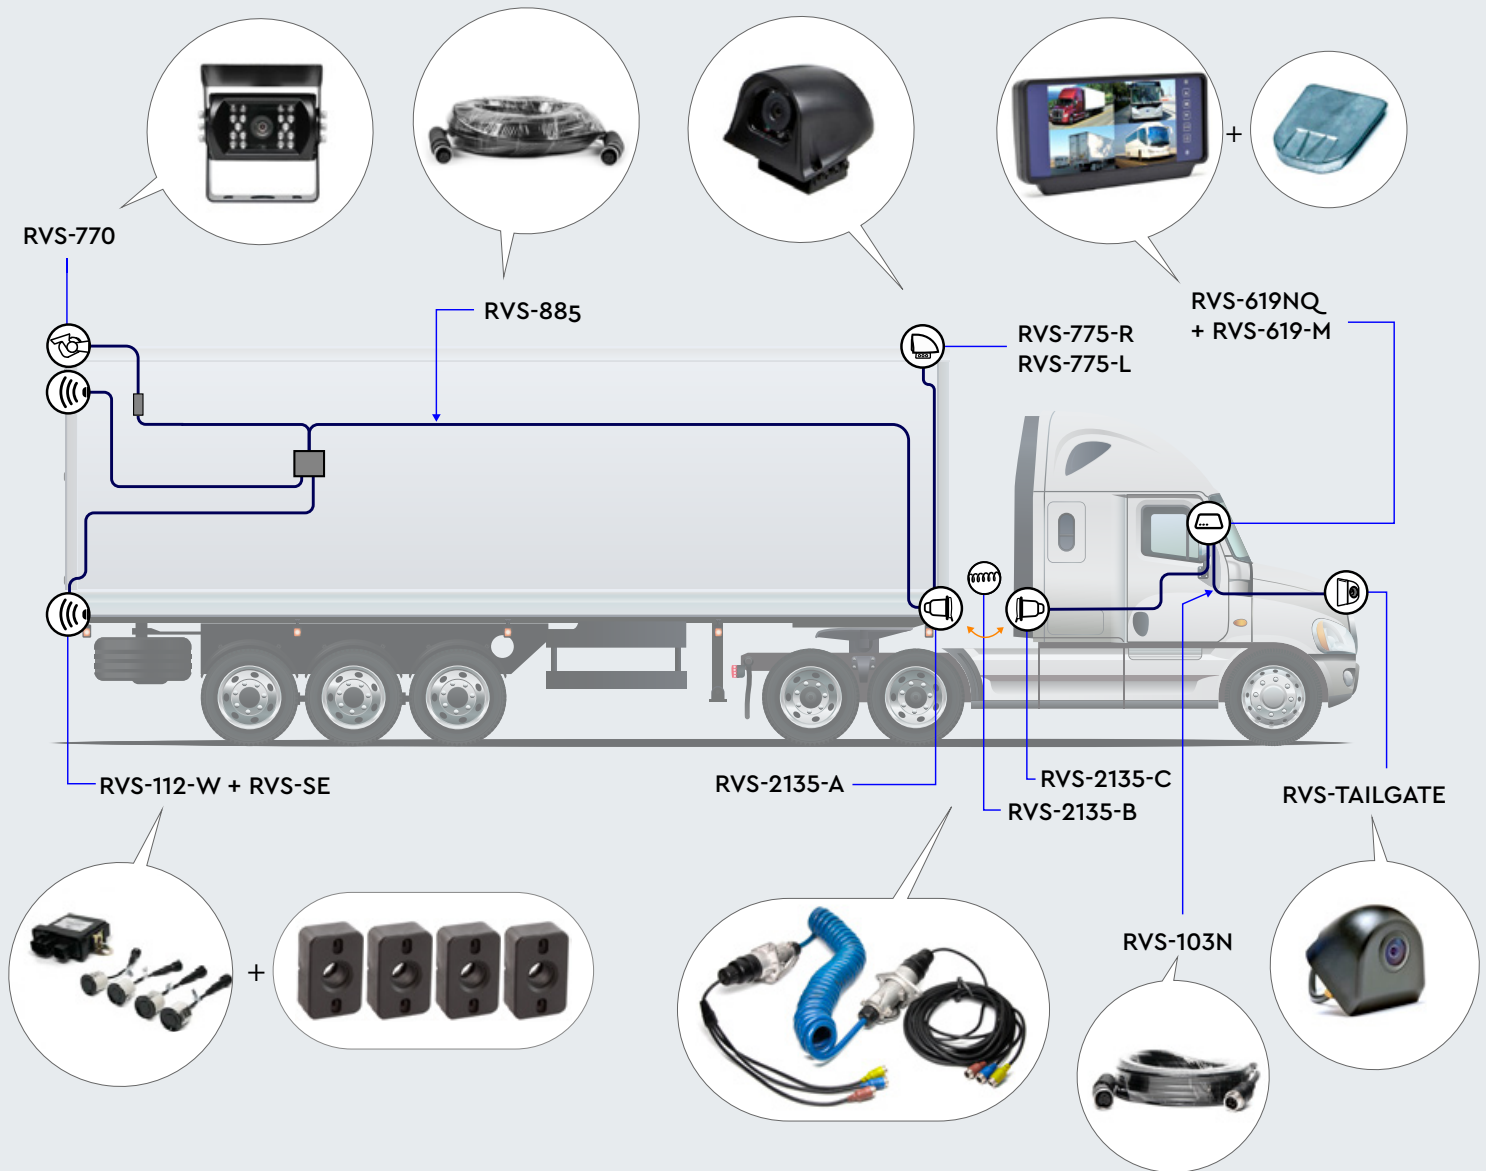 +
RVS-770
RVS-885
RVS-775-R
RVS-775-L
RVS-619NQ
+ RVS-619-M
RVS-112-W + RVS-SE
RVS-2135-A
RVS-2135-C
RVS-2135-B
RVS-TAILGATE
RVS-103N
+